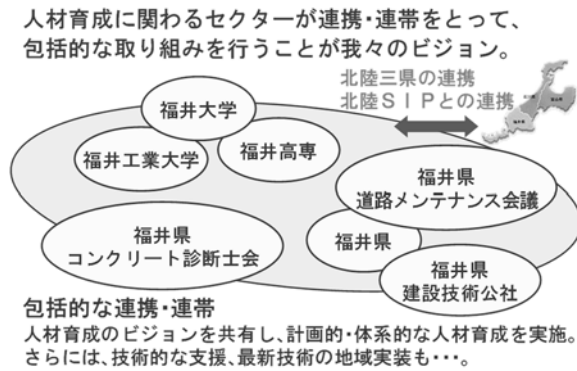 人材育成に関わるセクターが連携・連帯をとって、
包括的な取り組みを行うことが我々のビジョン。
北陸三県の連携
北陸ＳＩＰとの連携
福井大学
福井工業大学
福井高専
福井県
道路メンテナンス会議
福井県
コンクリート診断士会
福井県
福井県
建設技術公社
包括的な連携・連帯
人材育成のビジョンを共有し、計画的・体系的な人材育成を実施。
さらには、技術的な支援、最新技術の地域実装も・・・。